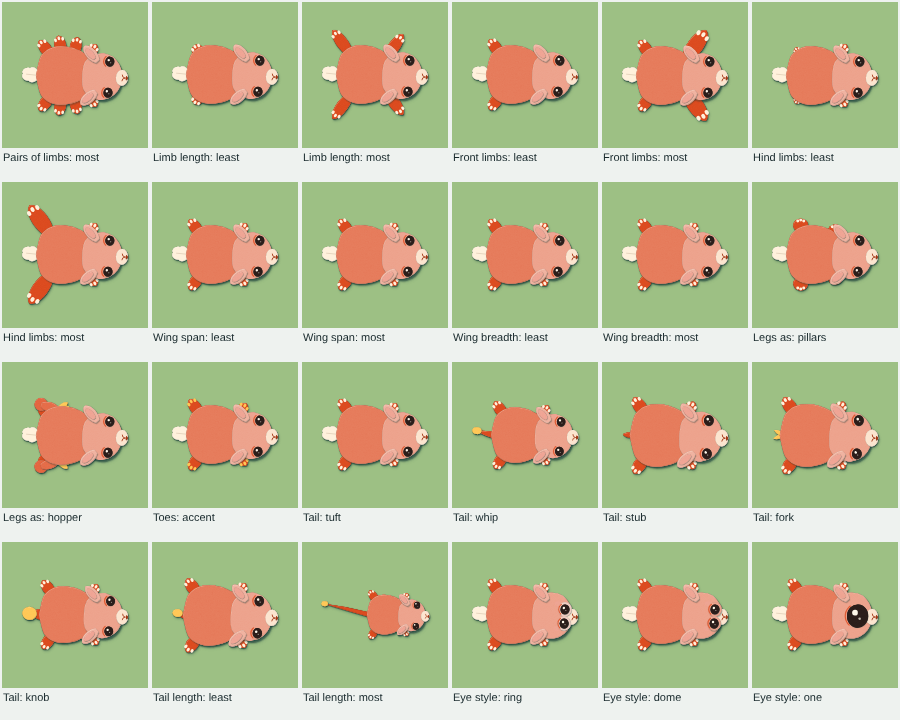 Pairs of limbs: most
Limb length: least
Limb length: most
Front limbs: least
Front limbs: most
Hind limbs: least
Hind limbs: most
Wing span: least
Wing span: most
Wing breadth: least
Wing breadth: most
Legs as: pillars
Legs as: hopper
Toes: accent
Tail: tuft
Tail: whip
Tail: stub
Tail: fork
Tail: knob
Tail length: least
Tail length: most
Eye style: ring
Eye style: dome
Eye style: one